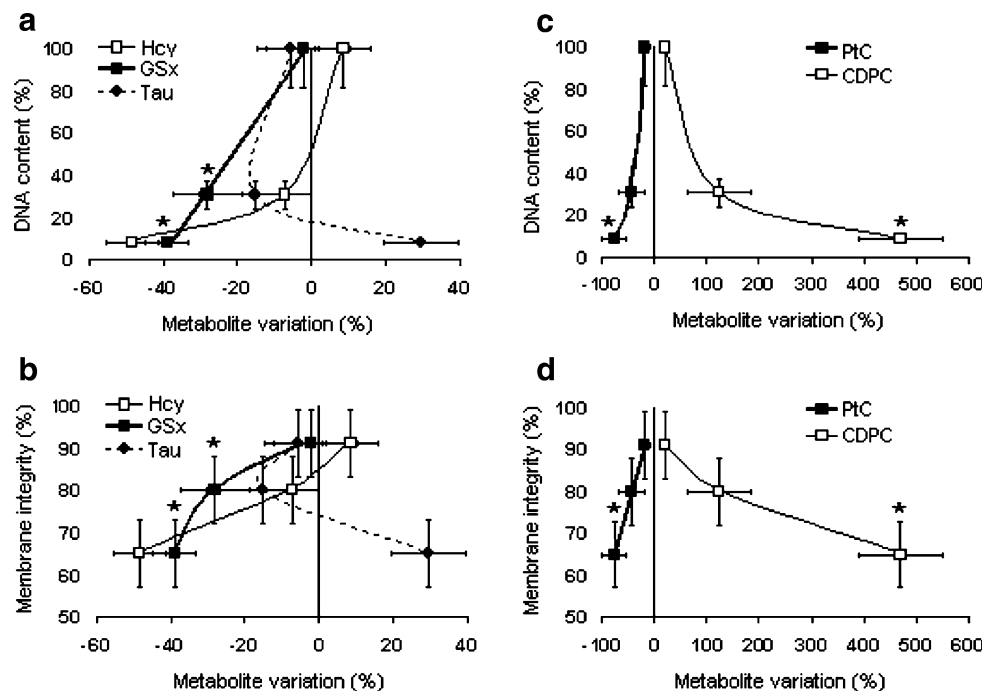 a
Hcy
GSx
Tau
DNA content (%)
100
80
60
40
20
0
*
*
-60 -40 -20 0 20 40
Metabolite variation (%)
c
PtC
CDPC
DNA content (%)
100
80
60
40
20
0
* *
-100 0 100 200 300 400 500 600
Metabolite variation (%)
b
Hcy
GSx
Tau
Membrane integrity (%)
100
90
80
70
60
50
*
*
-60 -40 -20 0 20 40
Metabolite variation (%)
d
PtC
CDPC
Membrane integrity (%)
100
90
80
70
60
50
* *
-100 0 100 200 300 400 500 600
Metabolite variation (%)